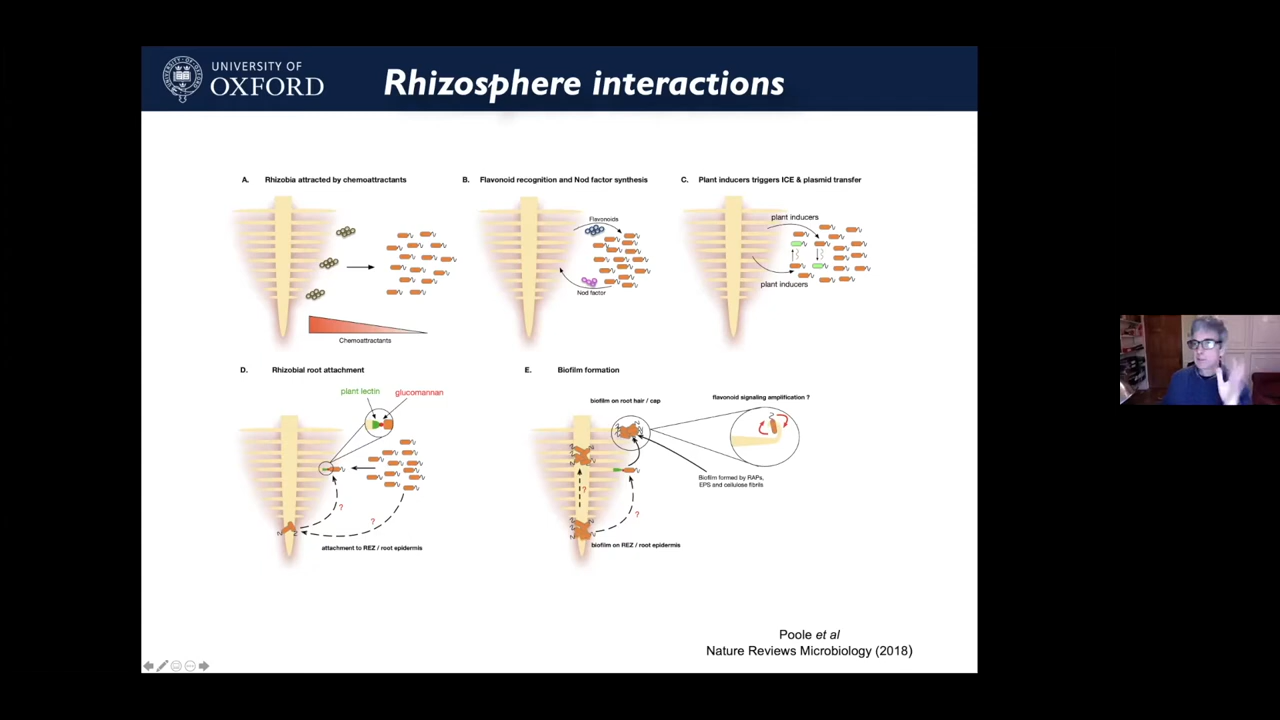 UNIVERSITY OF
OXFORD
Rhizosphere interactions
A. Rhizobia attracted by chemoattractants
B. Flavonoid recognition and Nod factor synthesis
C. Plant inducers triggers ICE & plasmid transfer
Flavonoids
Nod factor
plant inducers
plant inducers
Chemoattractants
D. Rhizobial root attachment
plant lectin
glucomannan
?
?
attachment to REZ / root epidermis
E. Biofilm formation
biofilm on root hair / cap
flavonoid signaling amplification ?
Biofilm formed by RAPs,
EPS and cellulose fibrils
?
?
biofilm on REZ / root epidermis
Poole et al
Nature Reviews Microbiology (2018)